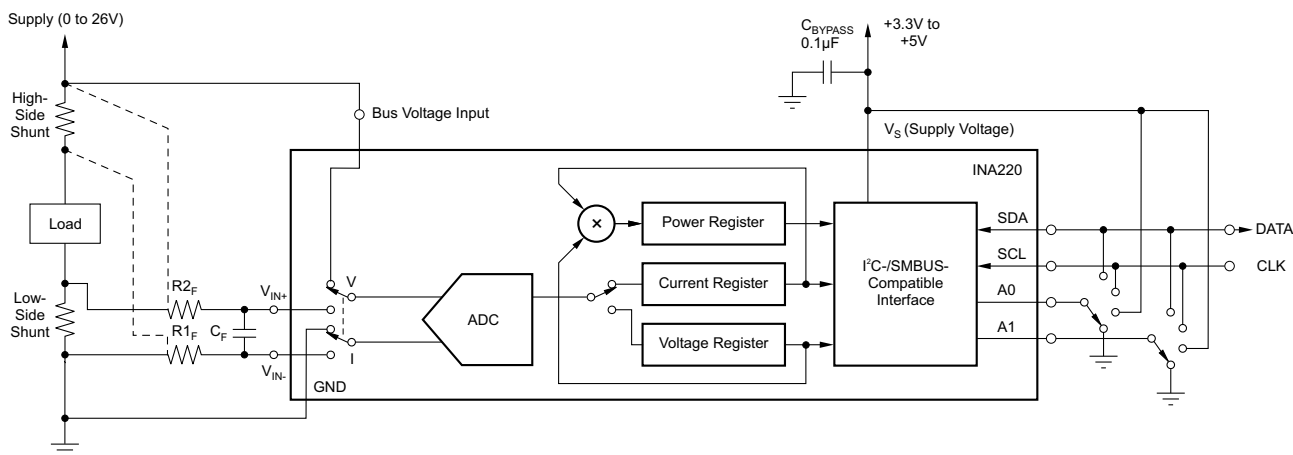 Supply (0 to 26V)
High-
Side
Shunt
Load
Low-
Side
Shunt
R2F
R1F
CF
VIN+
VIN-
Bus Voltage Input
V
I
GND
ADC
×
Power Register
Current Register
Voltage Register
CBYPASS
0.1µF
+3.3V to
+5V
VS (Supply Voltage)
INA220
I²C-/SMBUS-
Compatible
Interface
SDA
SCL
A0
A1
DATA
CLK